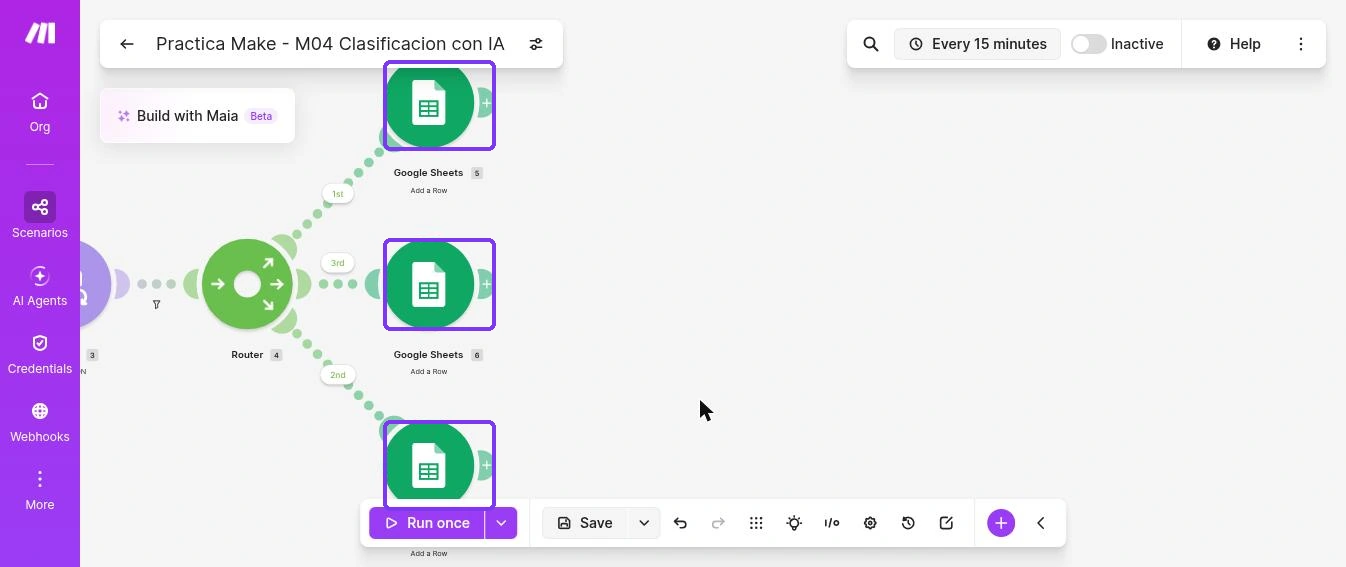 Practica Make - M04 Clasificacion con IA
Every 15 minutes
Inactive
Help
Build with Maia Beta
Org
Scenarios
AI Agents
Credentials
Webhooks
More
Google Sheets 5
Add a Row
1st
3rd
3
N
Router 4
Google Sheets 6
Add a Row
2nd
Run once
Save
Add a Row